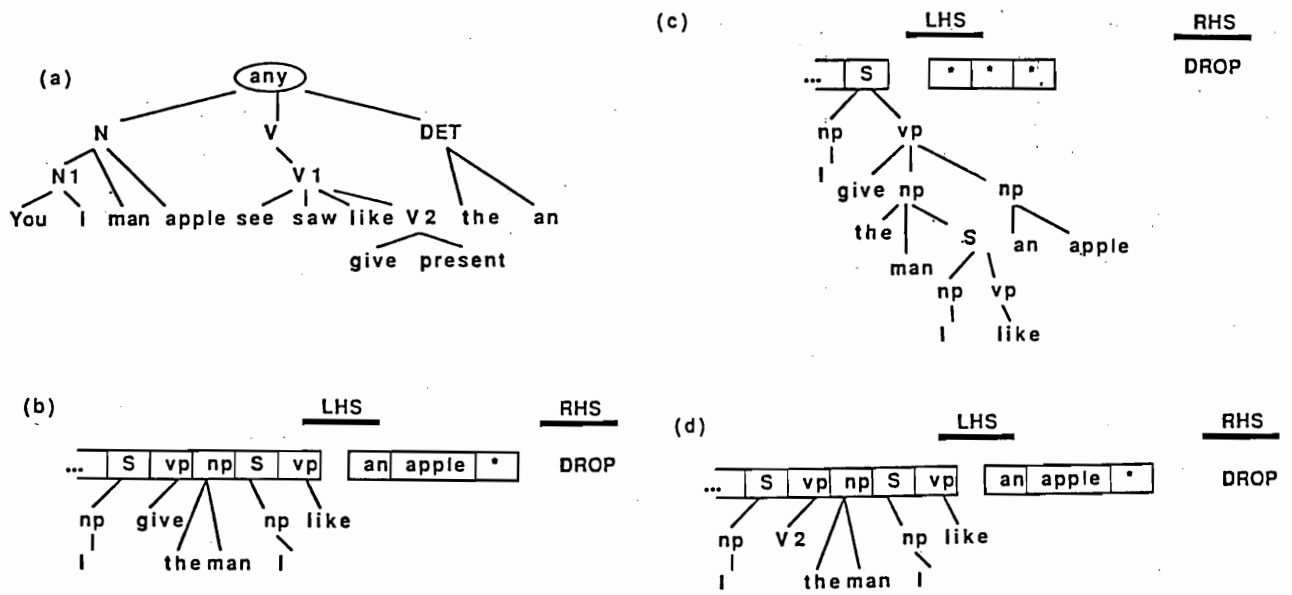 (a)
any
N V DET
N1 V1
You I man apple see saw like V2 the an
give present
(c)
LHS RHS
... S * * * DROP
np vp
I give np np
the man S an apple
np vp
I like
(b)
LHS RHS
... S vp np S vp an apple * DROP
np give np like
I the man I
(d)
LHS RHS
... S vp np S vp an apple * DROP
np V2 np like
I the man I